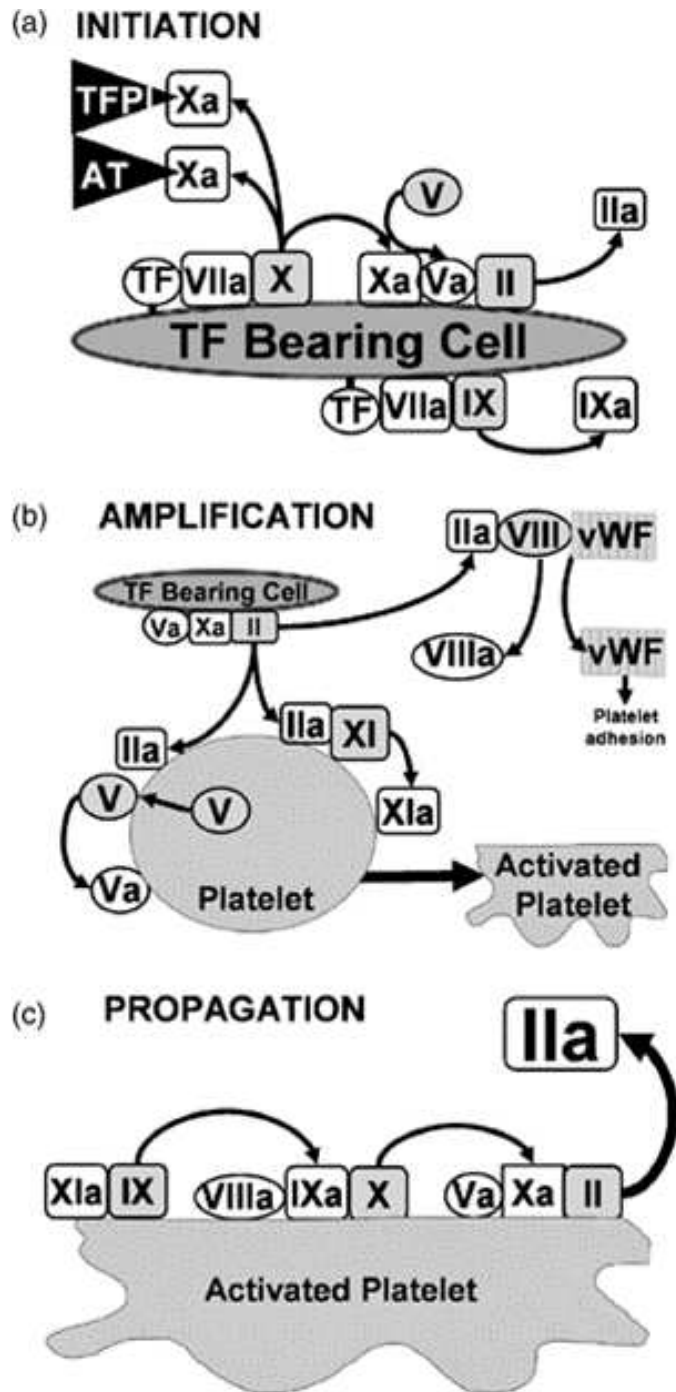 (a) INITIATION
TFPI Xa
AT Xa
V
IIa
TF VIIa X Xa Va II
TF Bearing Cell
TF VIIa IX IXa
(b) AMPLIFICATION
IIa VIII vWF
TF Bearing Cell
Va Xa II
VIIIa vWF
Platelet
adhesion
IIa
IIa XI
V V
XIa
Va
Platelet
Activated
Platelet
(c) PROPAGATION
IIa
XIa IX VIIIa IXa X Va Xa II
Activated Platelet